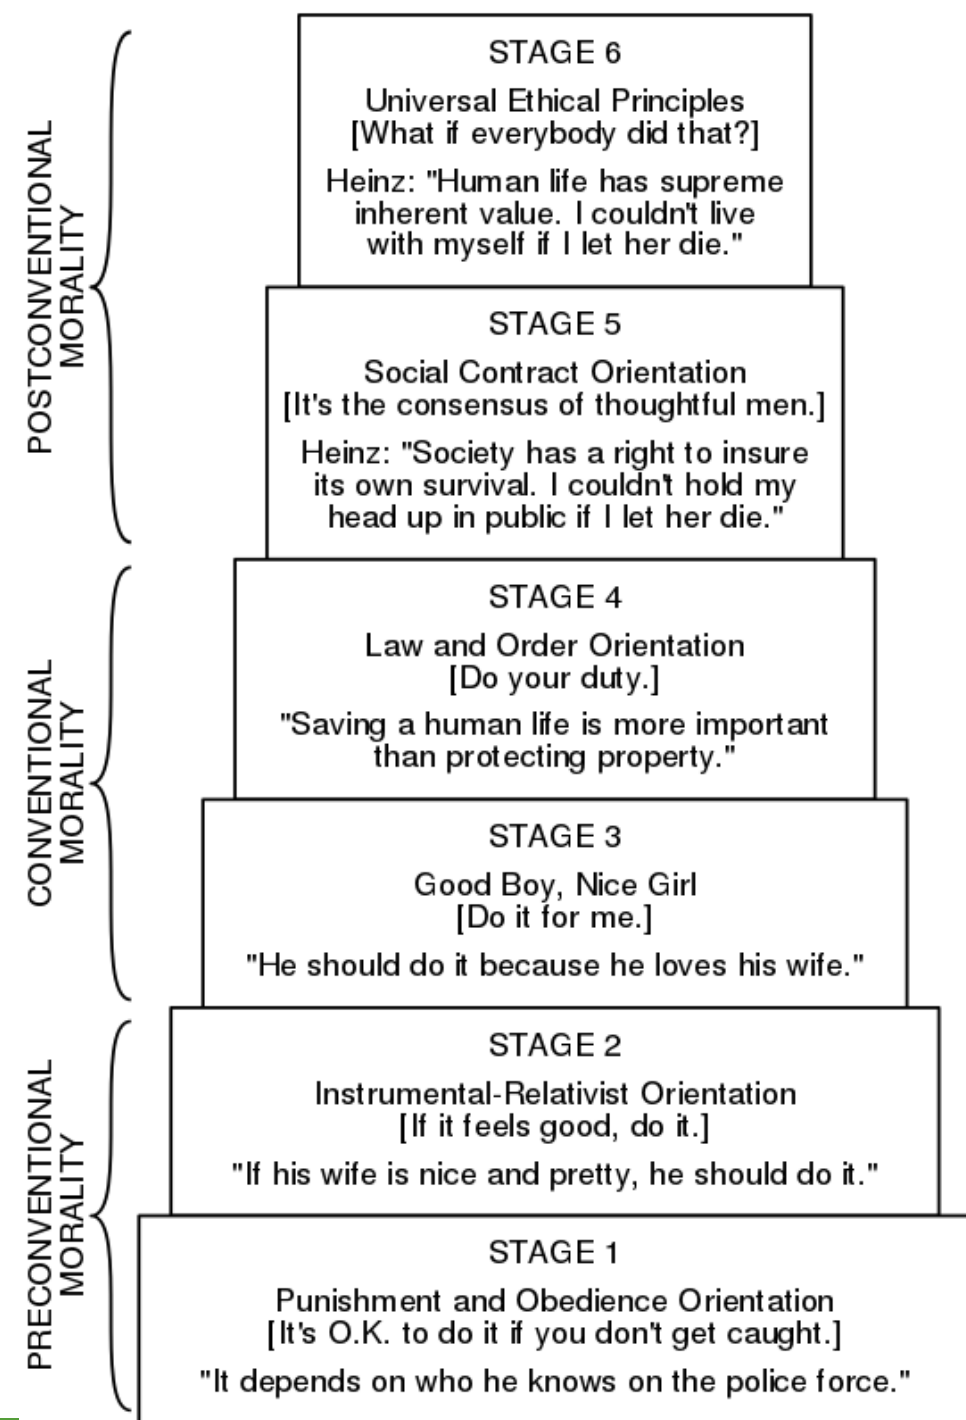 POSTCONVENTIONAL
MORALITY
STAGE 6
Universal Ethical Principles
[What if everybody did that?]
Heinz: "Human life has supreme
inherent value. I couldn't live
with myself if I let her die."
STAGE 5
Social Contract Orientation
[It's the consensus of thoughtful men.]
Heinz: "Society has a right to insure
its own survival. I couldn't hold my
head up in public if I let her die."
CONVENTIONAL
MORALITY
STAGE 4
Law and Order Orientation
[Do your duty.]
"Saving a human life is more important
than protecting property."
STAGE 3
Good Boy, Nice Girl
[Do it for me.]
"He should do it because he loves his wife."
PRECONVENTIONAL
MORALITY
STAGE 2
Instrumental-Relativist Orientation
[If it feels good, do it.]
"If his wife is nice and pretty, he should do it."
STAGE 1
Punishment and Obedience Orientation
[It's O.K. to do it if you don't get caught.]
"It depends on who he knows on the police force."